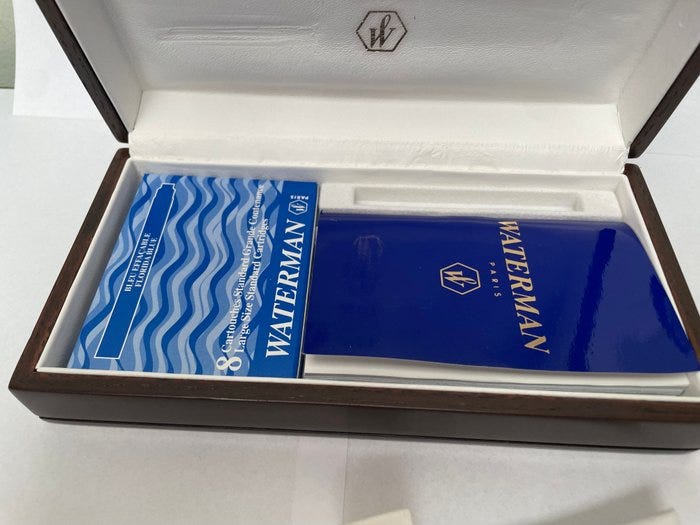 BLEU EFFAÇABLE
FLORIDA BLUE
8 Cartouches Standard Grande Contenance
Large Size Standard Cartridges
WATERMAN
PARIS
WATERMAN
PARIS